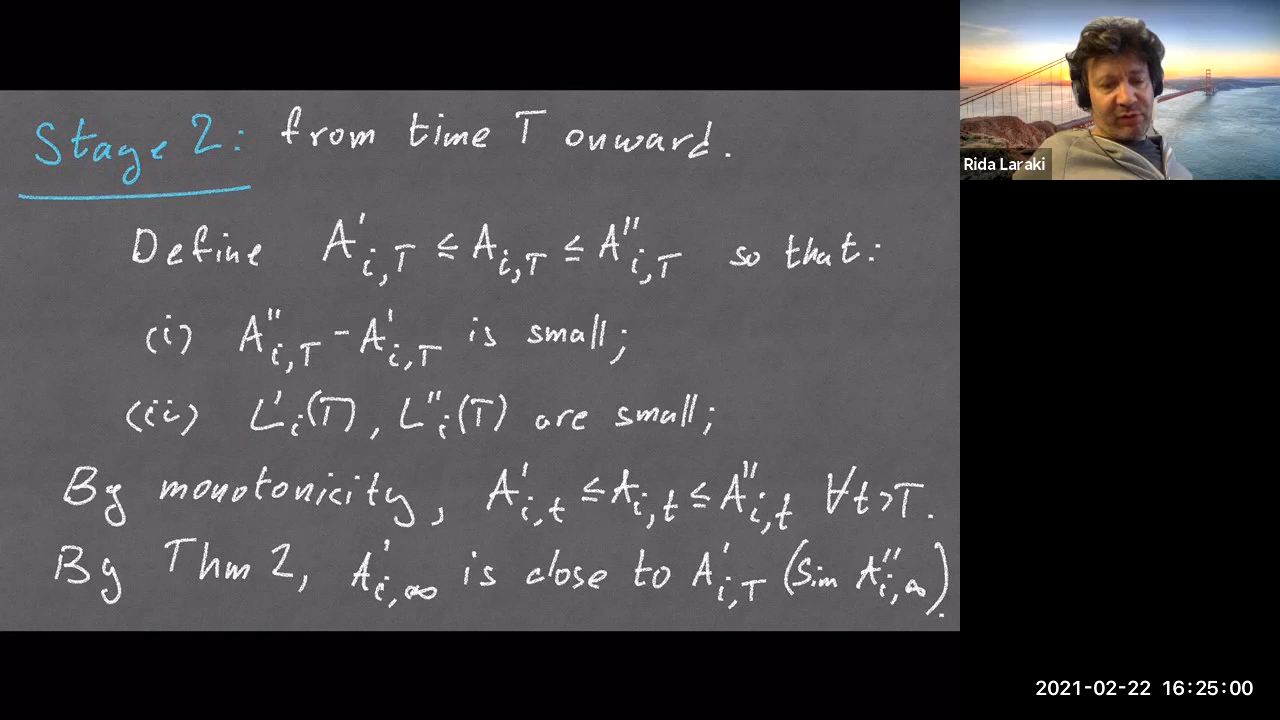 Stage 2: from time T onward.
Define A'i,T ≤ Ai,T ≤ A''i,T so that:
(i) A''i,T - A'i,T is small;
(ii) L'i(T), L''i(T) are small;
By monotonicity, A'i,t ≤ Ai,t ≤ A''i,t ∀t>T.
By Thm 2, A'i,∞ is close to A'i,T (Sim A''i,∞).
Rida Laraki
2021-02-22 16:25:00